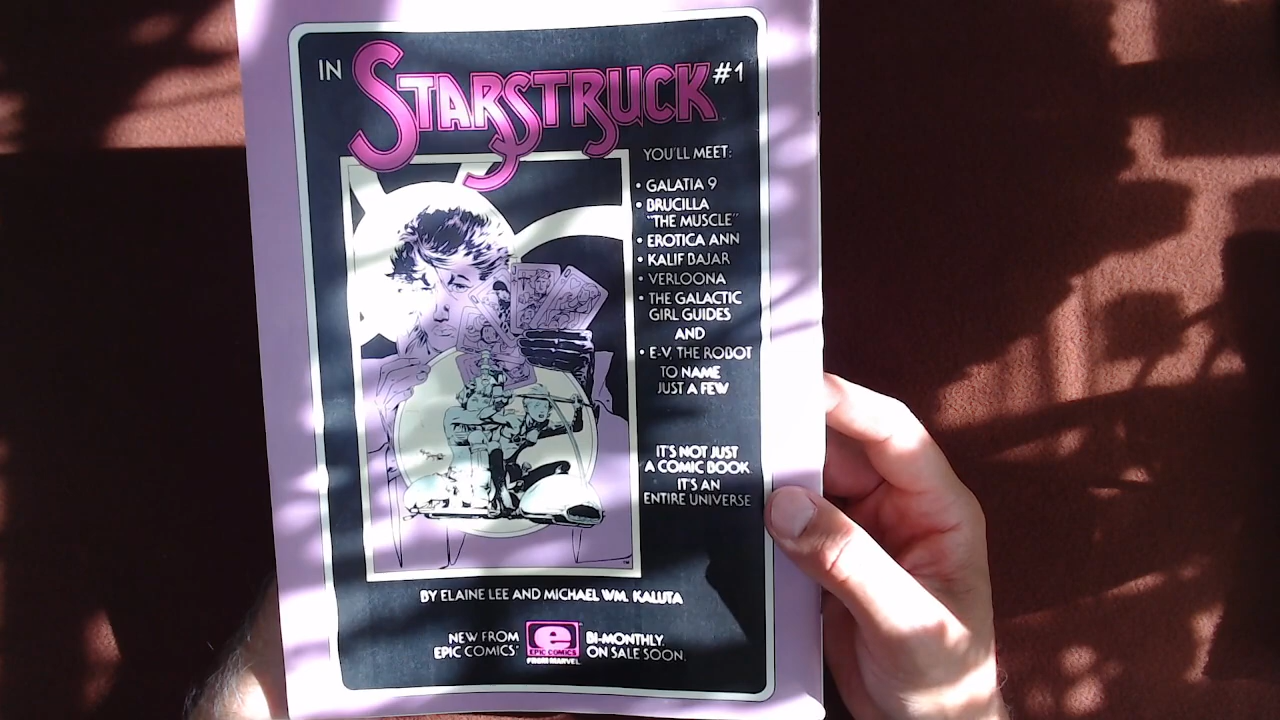 IN STARSTRUCK #1
YOU'LL MEET:
• GALATIA 9
• BRUCILLA
"THE MUSCLE"
• EROTICA ANN
• KALIF BAJAR
• VERLOONA
• THE GALACTIC
GIRL GUIDES
AND
• E-V, THE ROBOT
TO NAME
JUST A FEW
IT'S NOT JUST
A COMIC BOOK
IT'S AN
ENTIRE UNIVERSE
TM
BY ELAINE LEE AND MICHAEL WM. KALUTA
NEW FROM
EPIC COMICS
e
EPIC COMICS
FROM MARVEL
BI-MONTHLY.
ON SALE SOON.